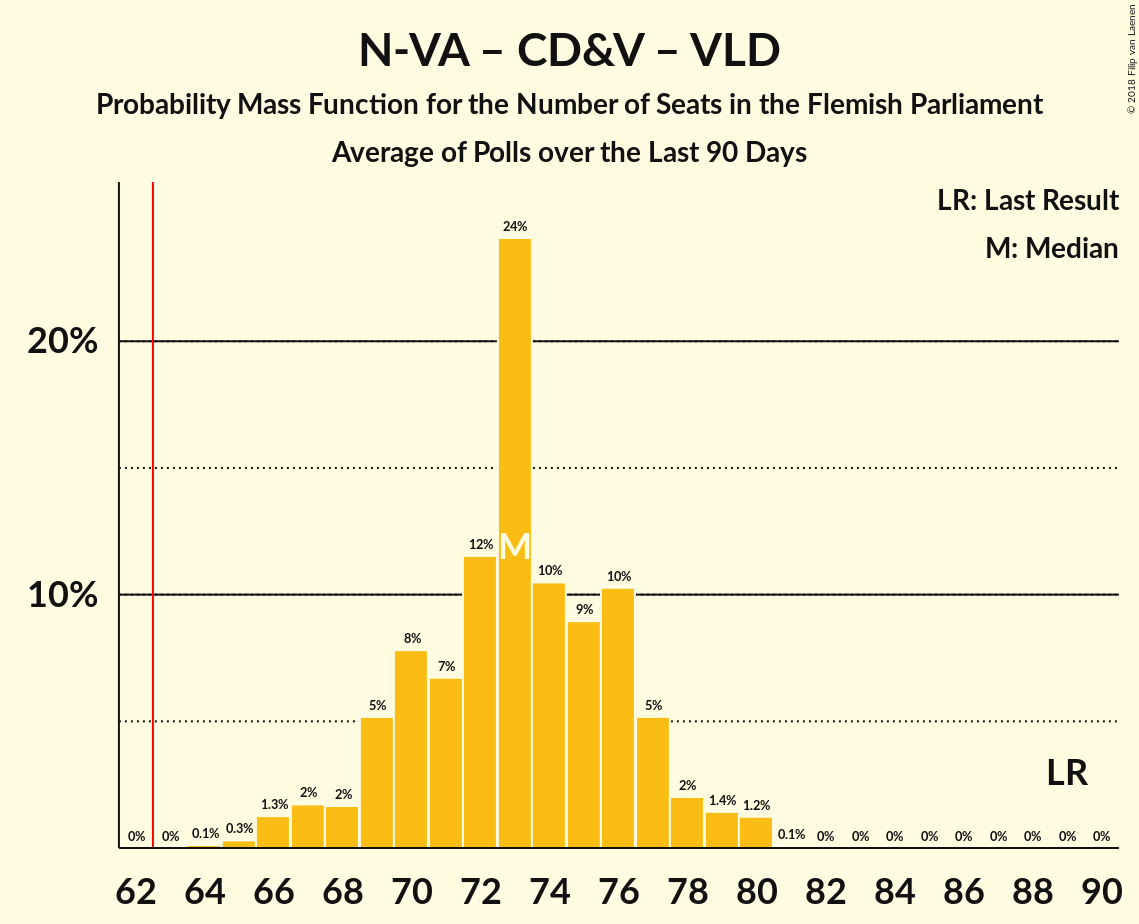 N-VA – CD&V – VLD
Probability Mass Function for the Number of Seats in the Flemish Parliament
Average of Polls over the Last 90 Days
© 2018 Filip van Laenen
LR: Last Result
M: Median
20%
10%
0% 0% 0.1% 0.3% 1.3% 2% 2% 5% 8% 7% 12% 24% 10% 9% 10% 5% 2% 1.4% 1.2% 0.1% 0% 0% 0% 0% 0% 0% 0% 0% 0%
M
LR
62 64 66 68 70 72 74 76 78 80 82 84 86 88 90